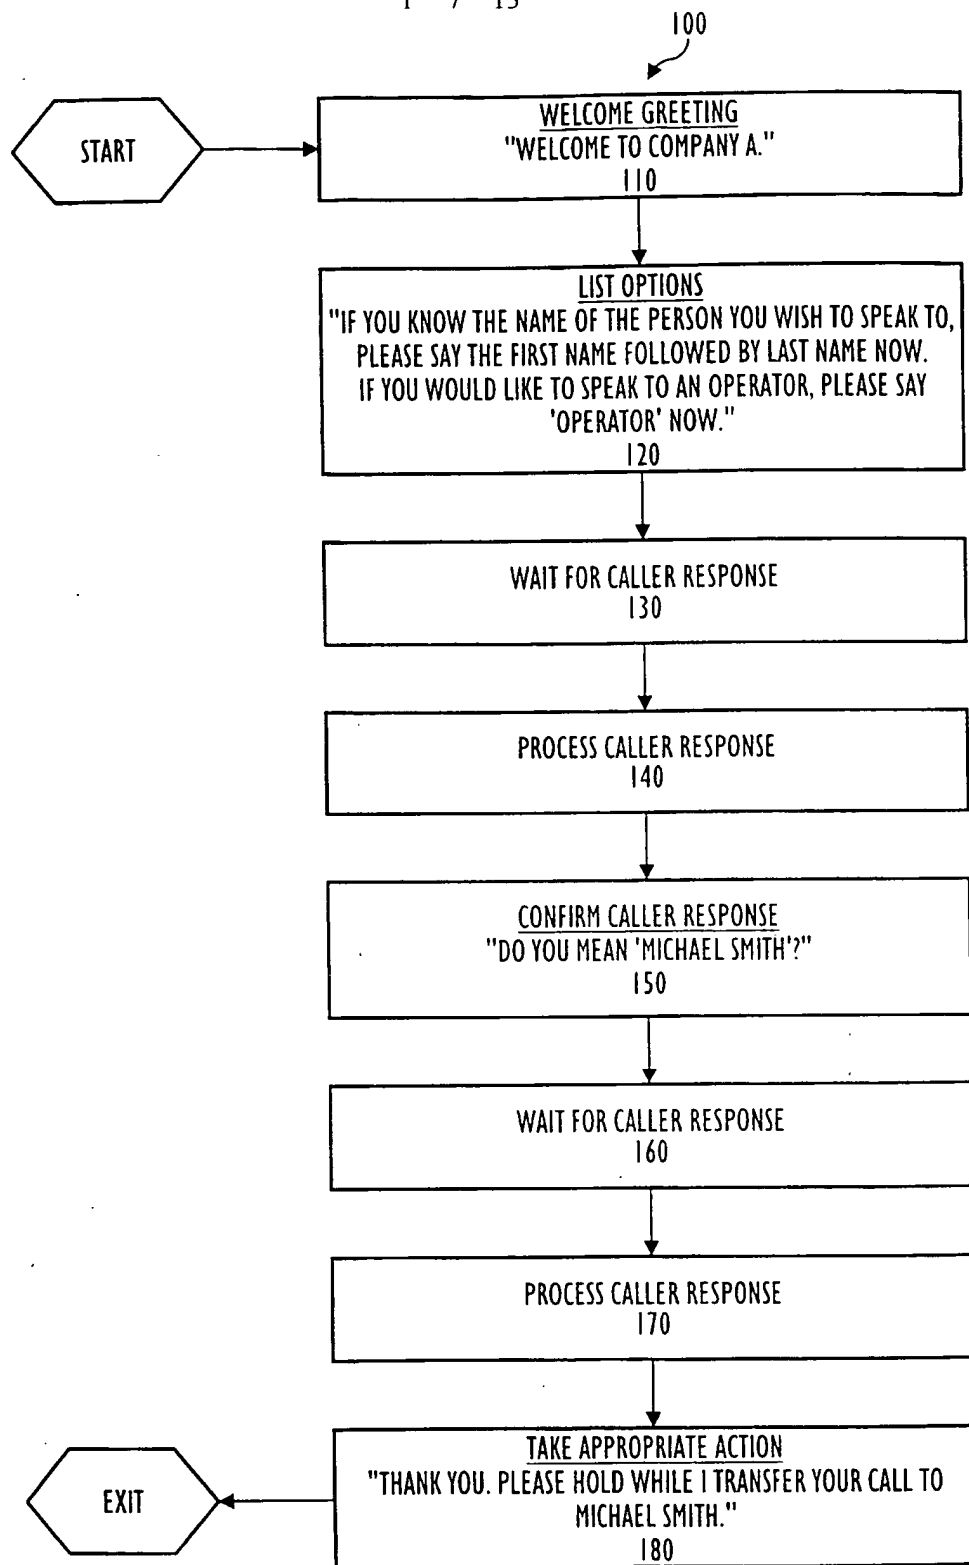 100
START
WELCOME GREETING
"WELCOME TO COMPANY A."
110
LIST OPTIONS
"IF YOU KNOW THE NAME OF THE PERSON YOU WISH TO SPEAK TO,
PLEASE SAY THE FIRST NAME FOLLOWED BY LAST NAME NOW.
IF YOU WOULD LIKE TO SPEAK TO AN OPERATOR, PLEASE SAY
'OPERATOR' NOW."
120
WAIT FOR CALLER RESPONSE
130
PROCESS CALLER RESPONSE
140
CONFIRM CALLER RESPONSE
"DO YOU MEAN 'MICHAEL SMITH'?"
150
WAIT FOR CALLER RESPONSE
160
PROCESS CALLER RESPONSE
170
TAKE APPROPRIATE ACTION
"THANK YOU. PLEASE HOLD WHILE I TRANSFER YOUR CALL TO
MICHAEL SMITH."
180
EXIT